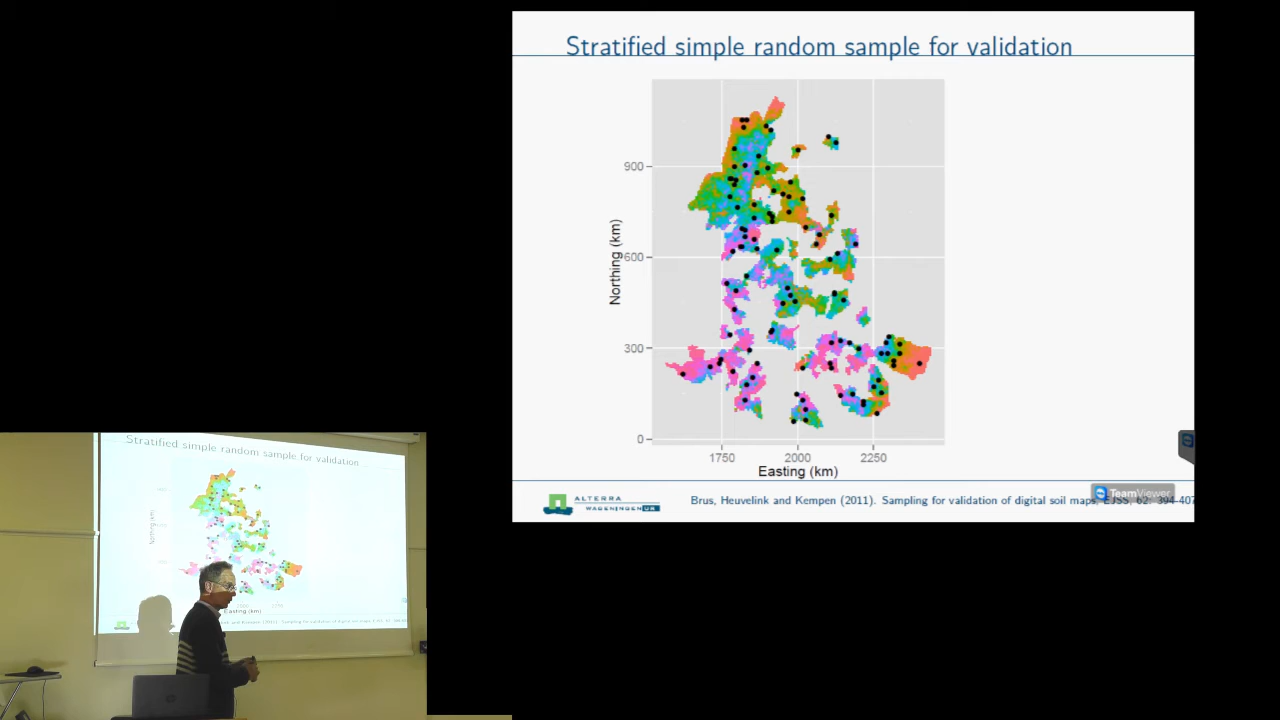 Stratified simple random sample for validation
900
600
300
0
Northing (km)
1750
2000
2250
Easting (km)
ALTERRA
WAGENINGEN UR
Brus, Heuvelink and Kempen (2011). Sampling for validation of digital soil maps, EJSS, 62: 394-407
TeamViewer
Stratified simple random sample for validation
Easting (km)